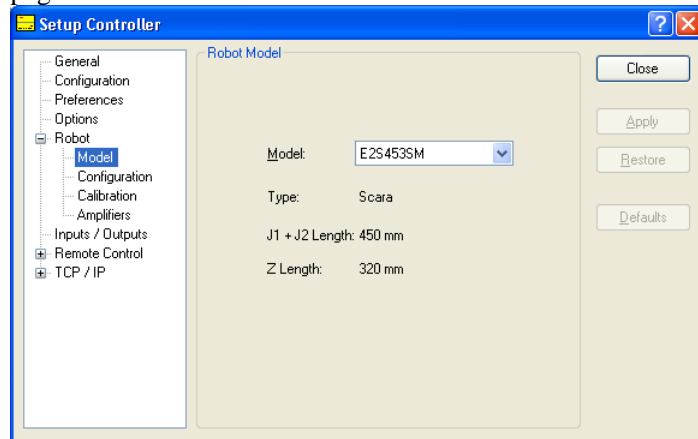 Setup Controller
General
Configuration
Preferences
Options
Robot
Model
Configuration
Calibration
Amplifiers
Inputs / Outputs
Remote Control
TCP / IP
Robot Model
Model: E2S453SM
Type: Scara
J1 + J2 Length: 450 mm
Z Length: 320 mm
Close
Apply
Restore
Defaults